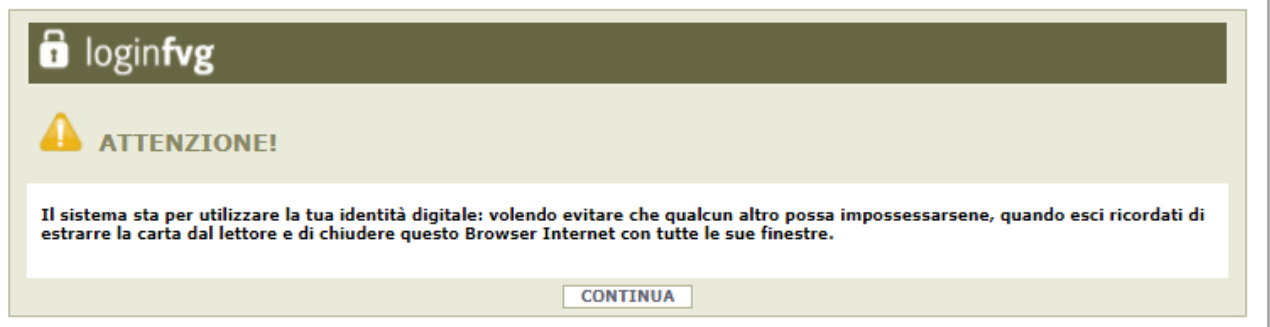 loginfvg
ATTENZIONE!
Il sistema sta per utilizzare la tua identità digitale: volendo evitare che qualcun altro possa impossessarsene, quando esci ricordati di
estrarre la carta dal lettore e di chiudere questo Browser Internet con tutte le sue finestre.
CONTINUA